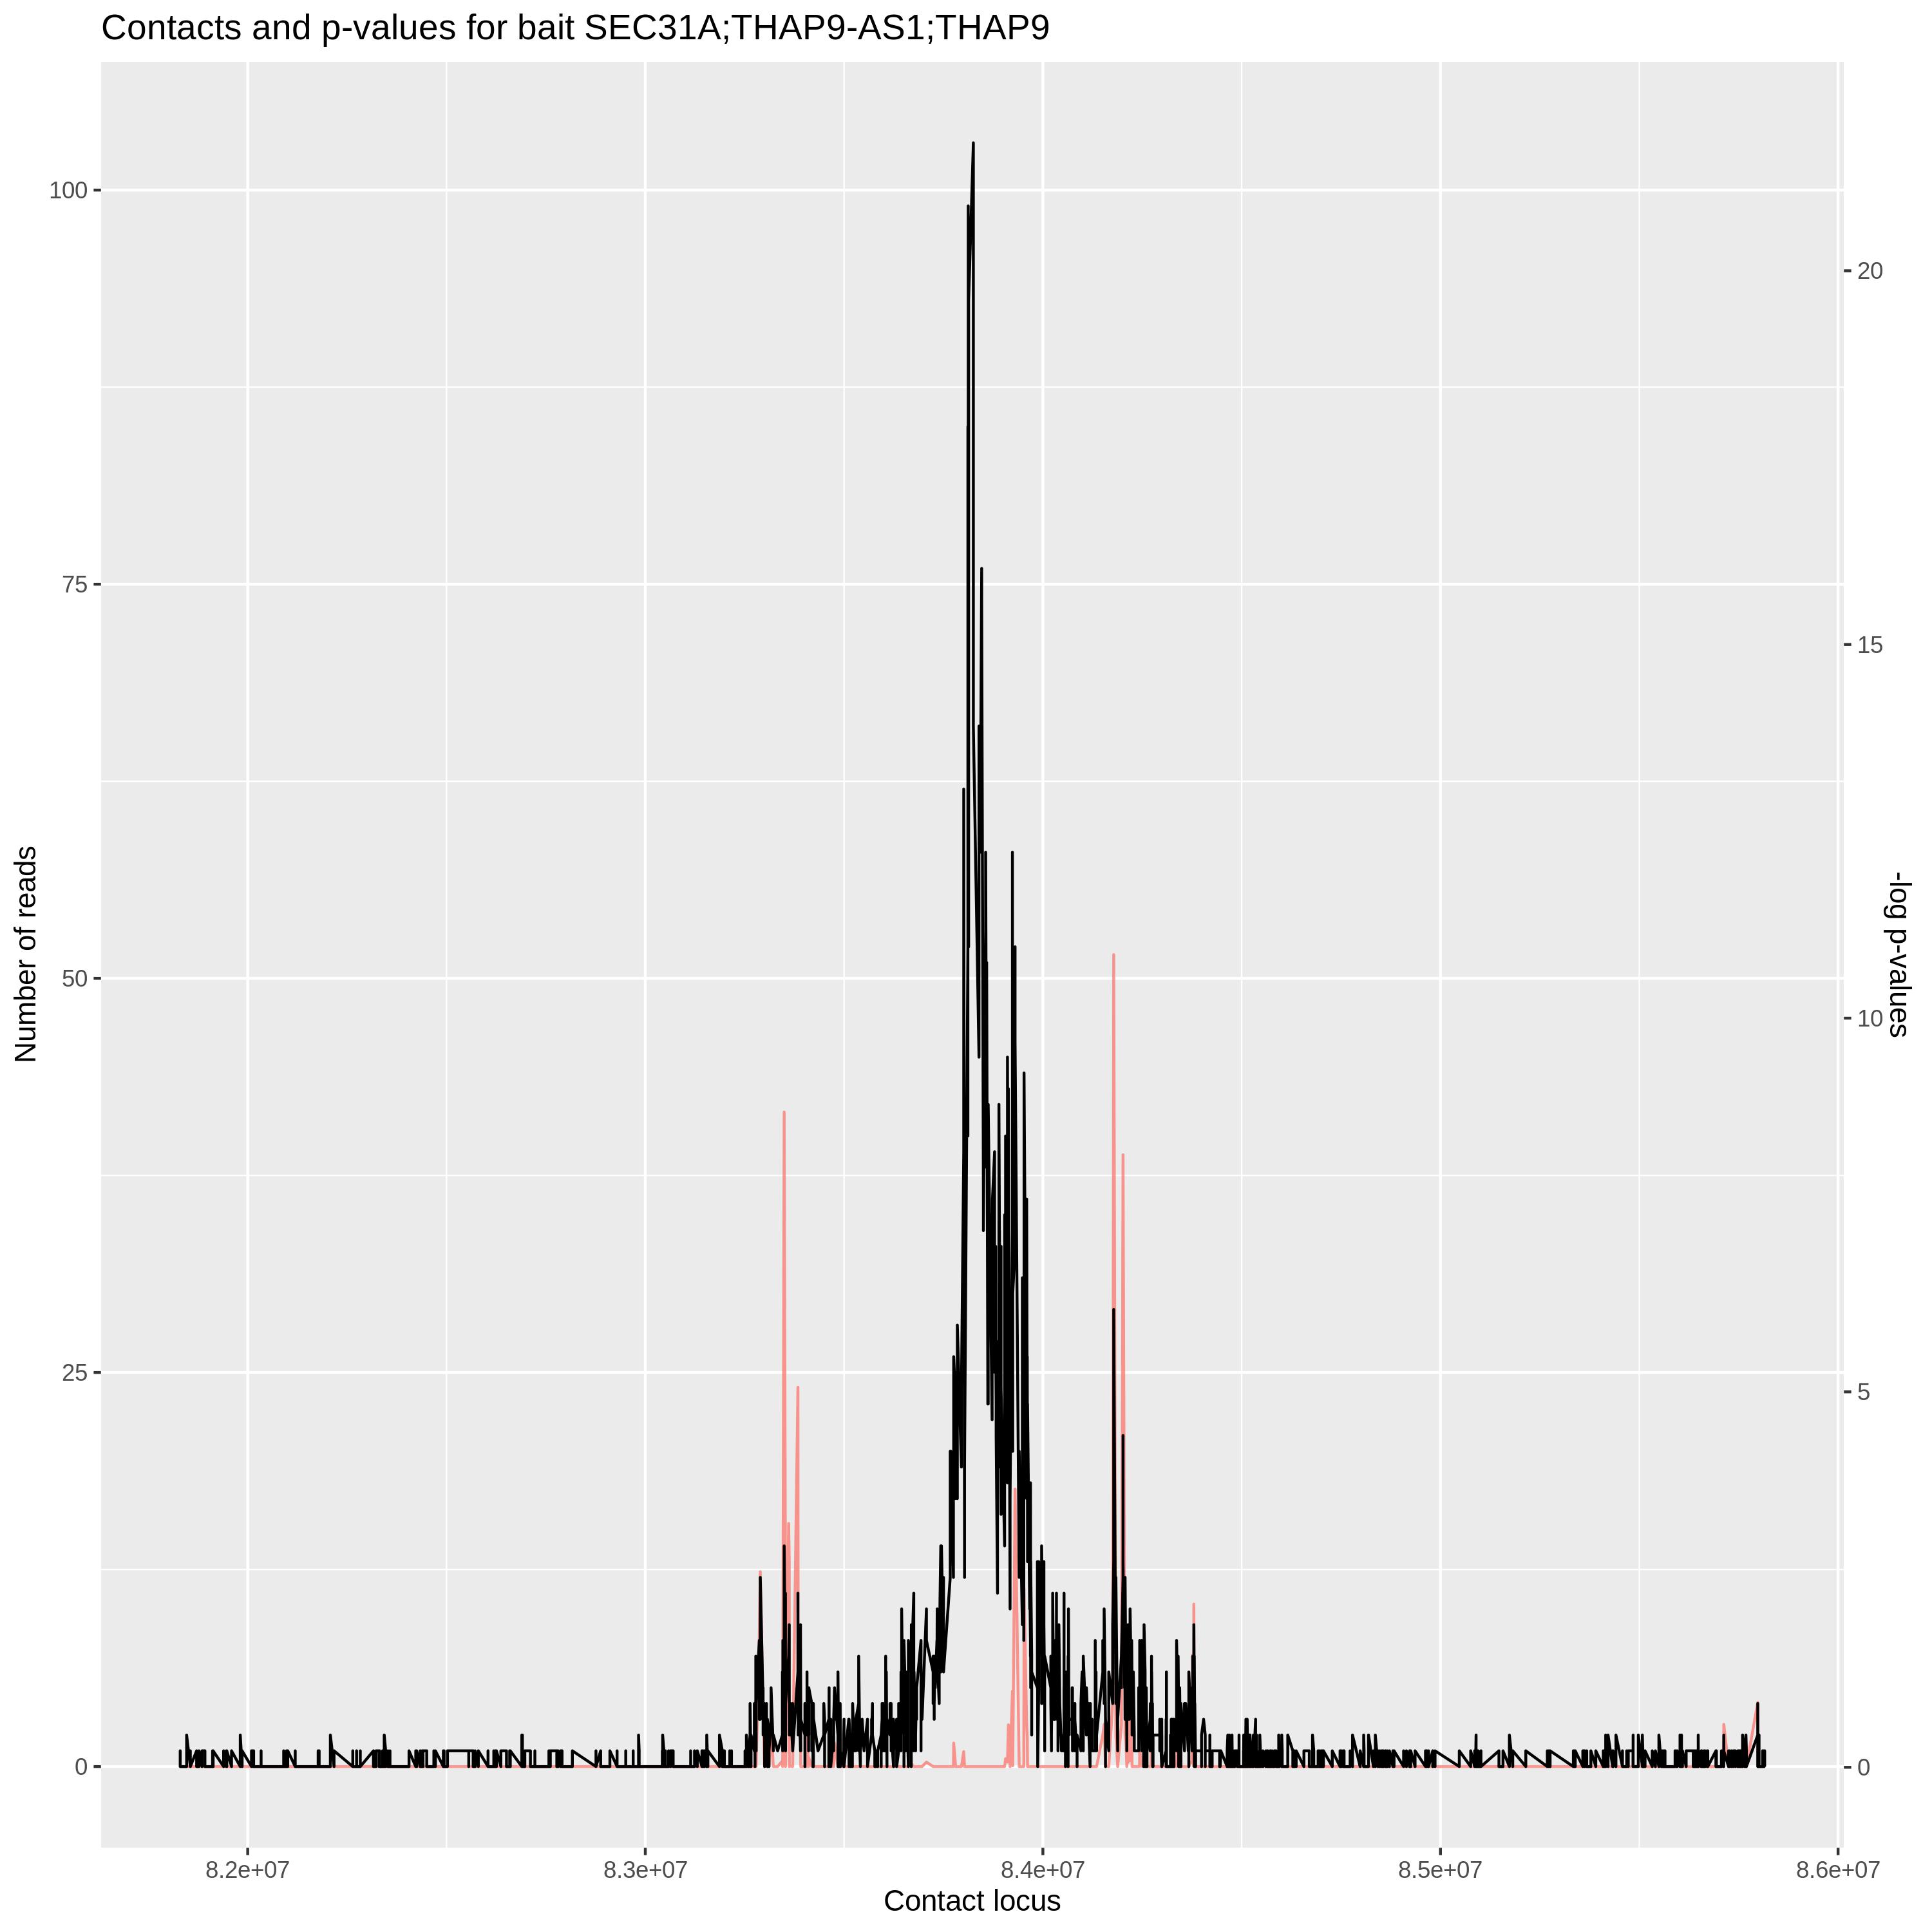 Contacts and p-values for bait SEC31A;THAP9-AS1;THAP9
100
75
50
25
0
Number of reads
20
15
10
5
0
-log p-values
8.2e+07
8.3e+07
8.4e+07
8.5e+07
8.6e+07
Contact locus